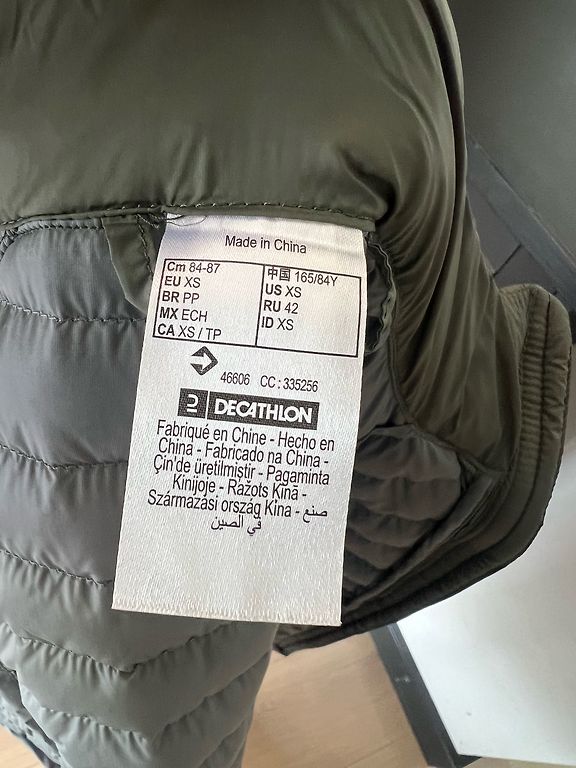 Made in China
Cm 84-87
EU XS
BR PP
MX ECH
CA XS / TP
中国 165/84Y
US XS
RU 42
ID XS
46606 CC : 335256
DECATHLON
Fabriqué en Chine - Hecho en
China - Fabricado na China -
Çin'de üretilmiştir - Pagaminta
Kinijoje - Ražots Ķīnā -
Származási ország Kína - صنع
في الصين